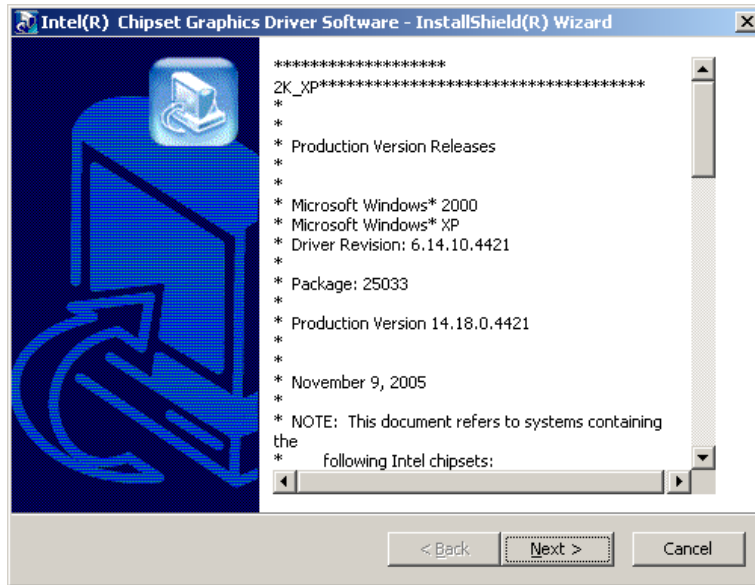 Intel(R) Chipset Graphics Driver Software - InstallShield(R) Wizard
*******************
2K_XP************************************
*
*
* Production Version Releases
*
*
* Microsoft Windows* 2000
* Microsoft Windows* XP
* Driver Revision: 6.14.10.4421
*
* Package: 25033
*
* Production Version 14.18.0.4421
*
*
* November 9, 2005
*
* NOTE: This document refers to systems containing
the
* following Intel chipsets:
< Back
Next >
Cancel